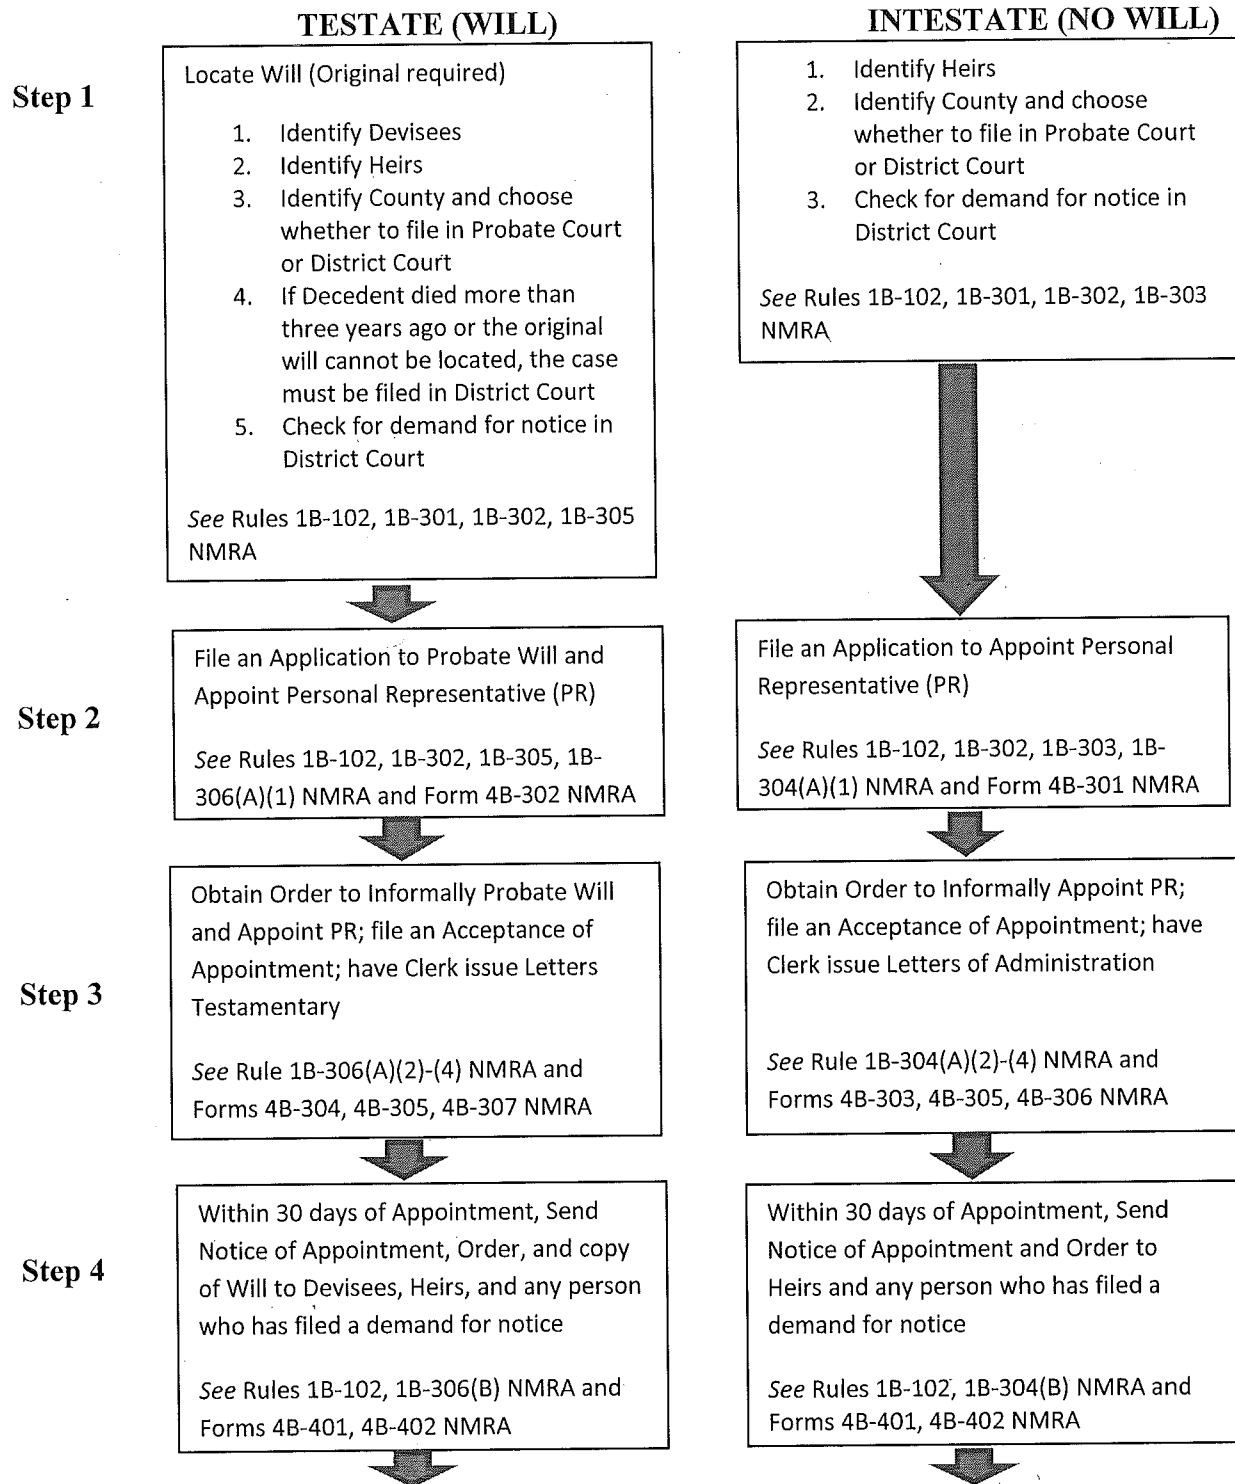 TESTATE (WILL)
INTESTATE (NO WILL)
Step 1
Locate Will (Original required)
1. Identify Devisees
2. Identify Heirs
3. Identify County and choose
whether to file in Probate Court
or District Court
4. If Decedent died more than
three years ago or the original
will cannot be located, the case
must be filed in District Court
5. Check for demand for notice in
District Court
See Rules 1B-102, 1B-301, 1B-302, 1B-305
NMRA
1. Identify Heirs
2. Identify County and choose
whether to file in Probate Court
or District Court
3. Check for demand for notice in
District Court
See Rules 1B-102, 1B-301, 1B-302, 1B-303
NMRA
Step 2
File an Application to Probate Will and
Appoint Personal Representative (PR)
See Rules 1B-102, 1B-302, 1B-305, 1B-
306(A)(1) NMRA and Form 4B-302 NMRA
File an Application to Appoint Personal
Representative (PR)
See Rules 1B-102, 1B-302, 1B-303, 1B-
304(A)(1) NMRA and Form 4B-301 NMRA
Step 3
Obtain Order to Informally Probate Will
and Appoint PR; file an Acceptance of
Appointment; have Clerk issue Letters
Testamentary
See Rule 1B-306(A)(2)-(4) NMRA and
Forms 4B-304, 4B-305, 4B-307 NMRA
Obtain Order to Informally Appoint PR;
file an Acceptance of Appointment; have
Clerk issue Letters of Administration
See Rule 1B-304(A)(2)-(4) NMRA and
Forms 4B-303, 4B-305, 4B-306 NMRA
Step 4
Within 30 days of Appointment, Send
Notice of Appointment, Order, and copy
of Will to Devisees, Heirs, and any person
who has filed a demand for notice
See Rules 1B-102, 1B-306(B) NMRA and
Forms 4B-401, 4B-402 NMRA
Within 30 days of Appointment, Send
Notice of Appointment and Order to
Heirs and any person who has filed a
demand for notice
See Rules 1B-102, 1B-304(B) NMRA and
Forms 4B-401, 4B-402 NMRA